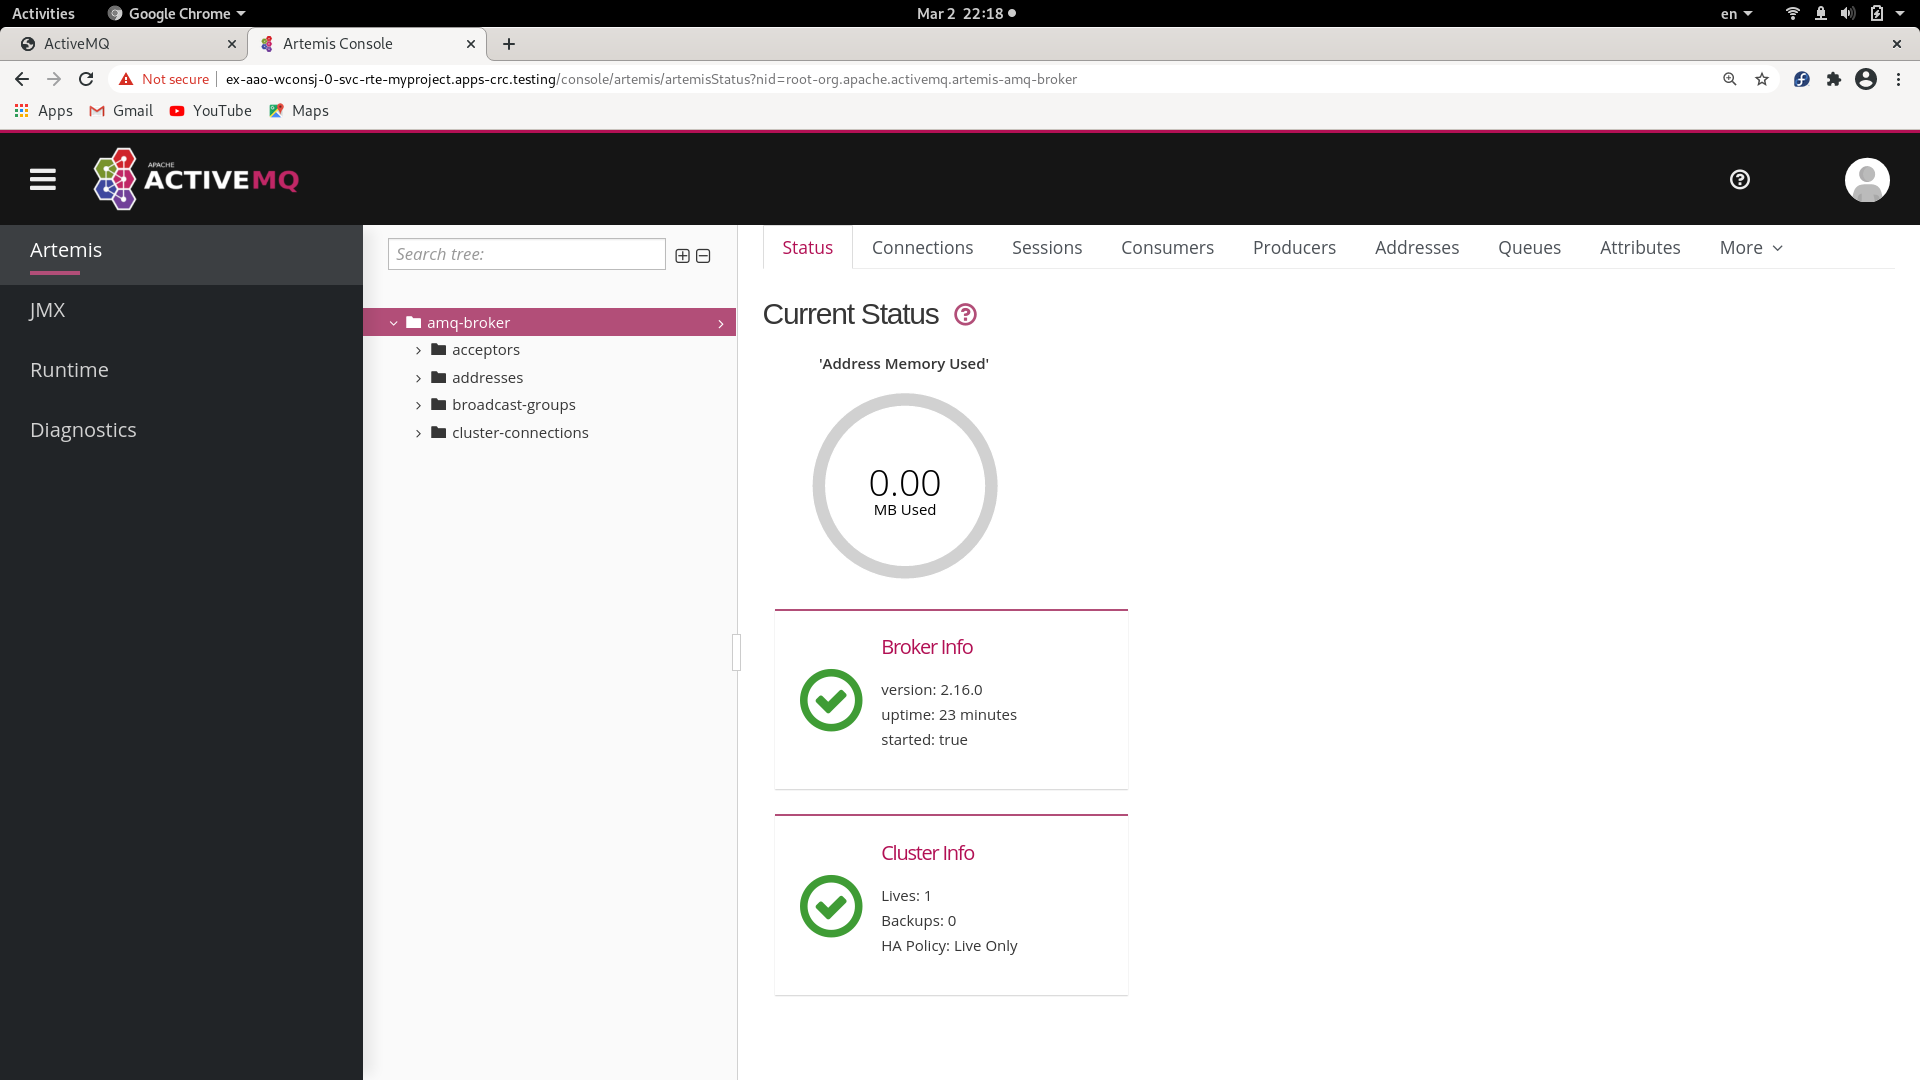 Activities
Google Chrome
Mar 2 22:18
en
ActiveMQ
Artemis Console
Not secure
ex-aao-wconsj-0-svc-rte-myproject.apps-crc.testing/console/artemis/artemisStatus?nid=root-org.apache.activemq.artemis-amq-broker
Apps
Gmail
YouTube
Maps
APACHE
ACTIVEMQ
Artemis
JMX
Runtime
Diagnostics
Search tree:
amq-broker
acceptors
addresses
broadcast-groups
cluster-connections
Status
Connections
Sessions
Consumers
Producers
Addresses
Queues
Attributes
More
Current Status
'Address Memory Used'
0.00
MB Used
Broker Info
version: 2.16.0
uptime: 23 minutes
started: true
Cluster Info
Lives: 1
Backups: 0
HA Policy: Live Only